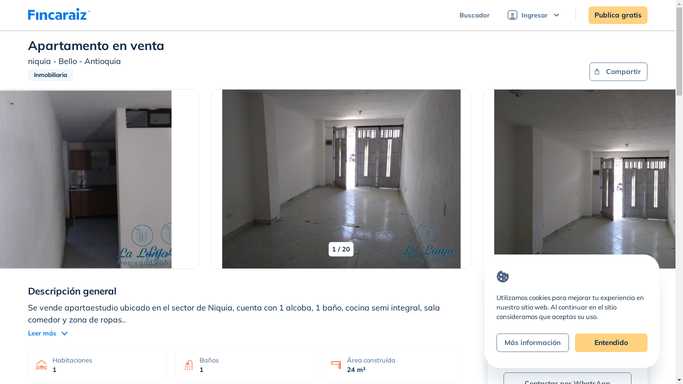 Fincaraiz
Buscador
Ingresar
Publica gratis
Apartamento en venta
niquia - Bello - Antioquia
Inmobiliaria
Compartir
La Lonja
La Lonja
1 / 20
Descripción general
Se vende apartaestudio ubicado en el sector de Niquia, cuenta con 1 alcoba, 1 baño, cocina semi integral, sala
comedor y zona de ropas..
Leer más
Habitaciones
1
Baños
1
Área construída
24 m²
Utilizamos cookies para mejorar tu experiencia en
nuestro sitio web. Al continuar en el sitio
consideramos que aceptas su uso.
Más información
Entendido
Contactar por WhatsApp